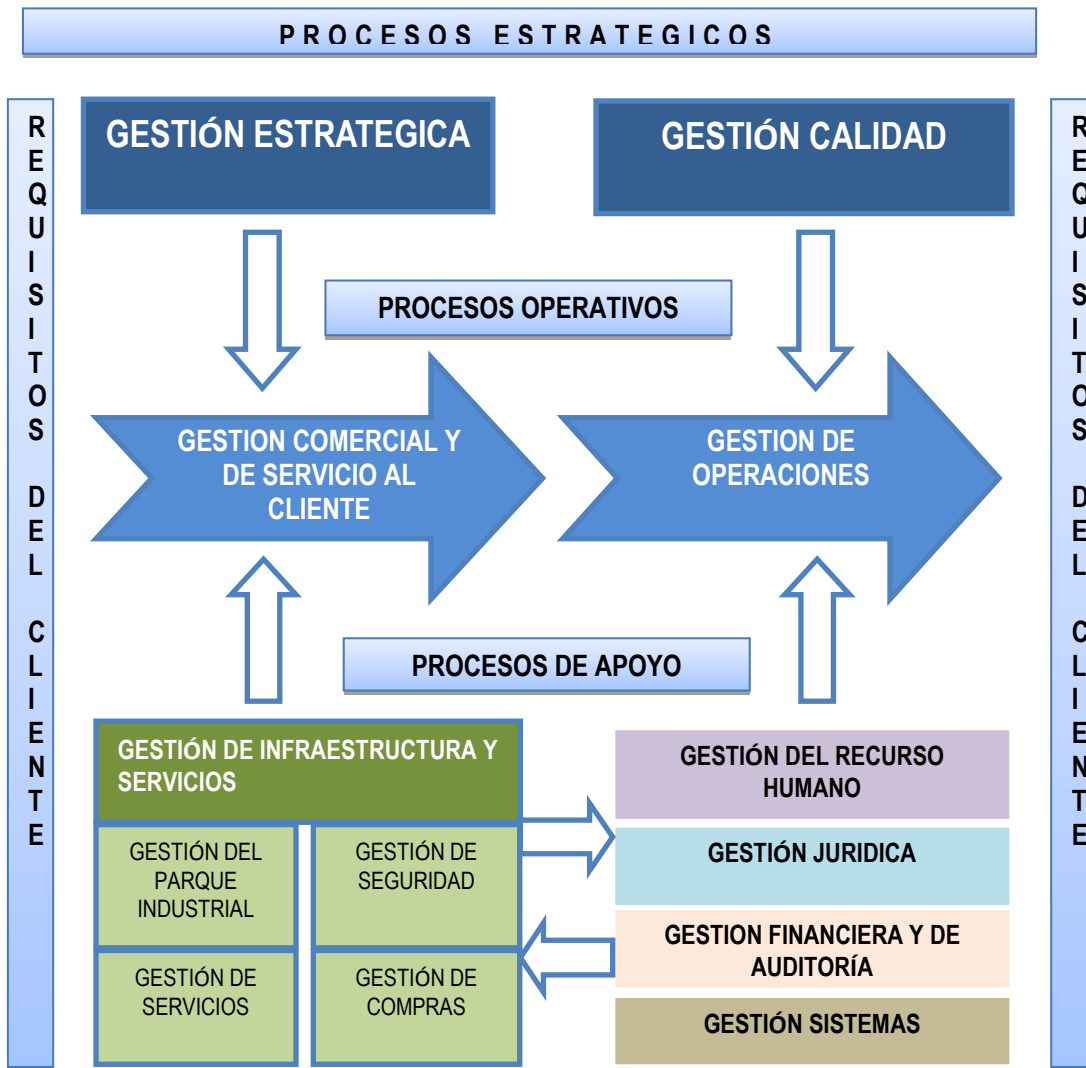 PROCESOS ESTRATEGICOS
REQUISITOS DEL CLIENTE
GESTIÓN ESTRATEGICA
GESTIÓN CALIDAD
PROCESOS OPERATIVOS
GESTION COMERCIAL Y
DE SERVICIO AL
CLIENTE
GESTION DE
OPERACIONES
PROCESOS DE APOYO
GESTIÓN DE INFRAESTRUCTURA Y
SERVICIOS
GESTIÓN DEL
PARQUE
INDUSTRIAL
GESTIÓN DE
SEGURIDAD
GESTIÓN DE
SERVICIOS
GESTIÓN DE
COMPRAS
GESTIÓN DEL RECURSO
HUMANO
GESTIÓN JURIDICA
GESTION FINANCIERA Y DE
AUDITORÍA
GESTIÓN SISTEMAS
REQUISITOS DEL CLIENTE